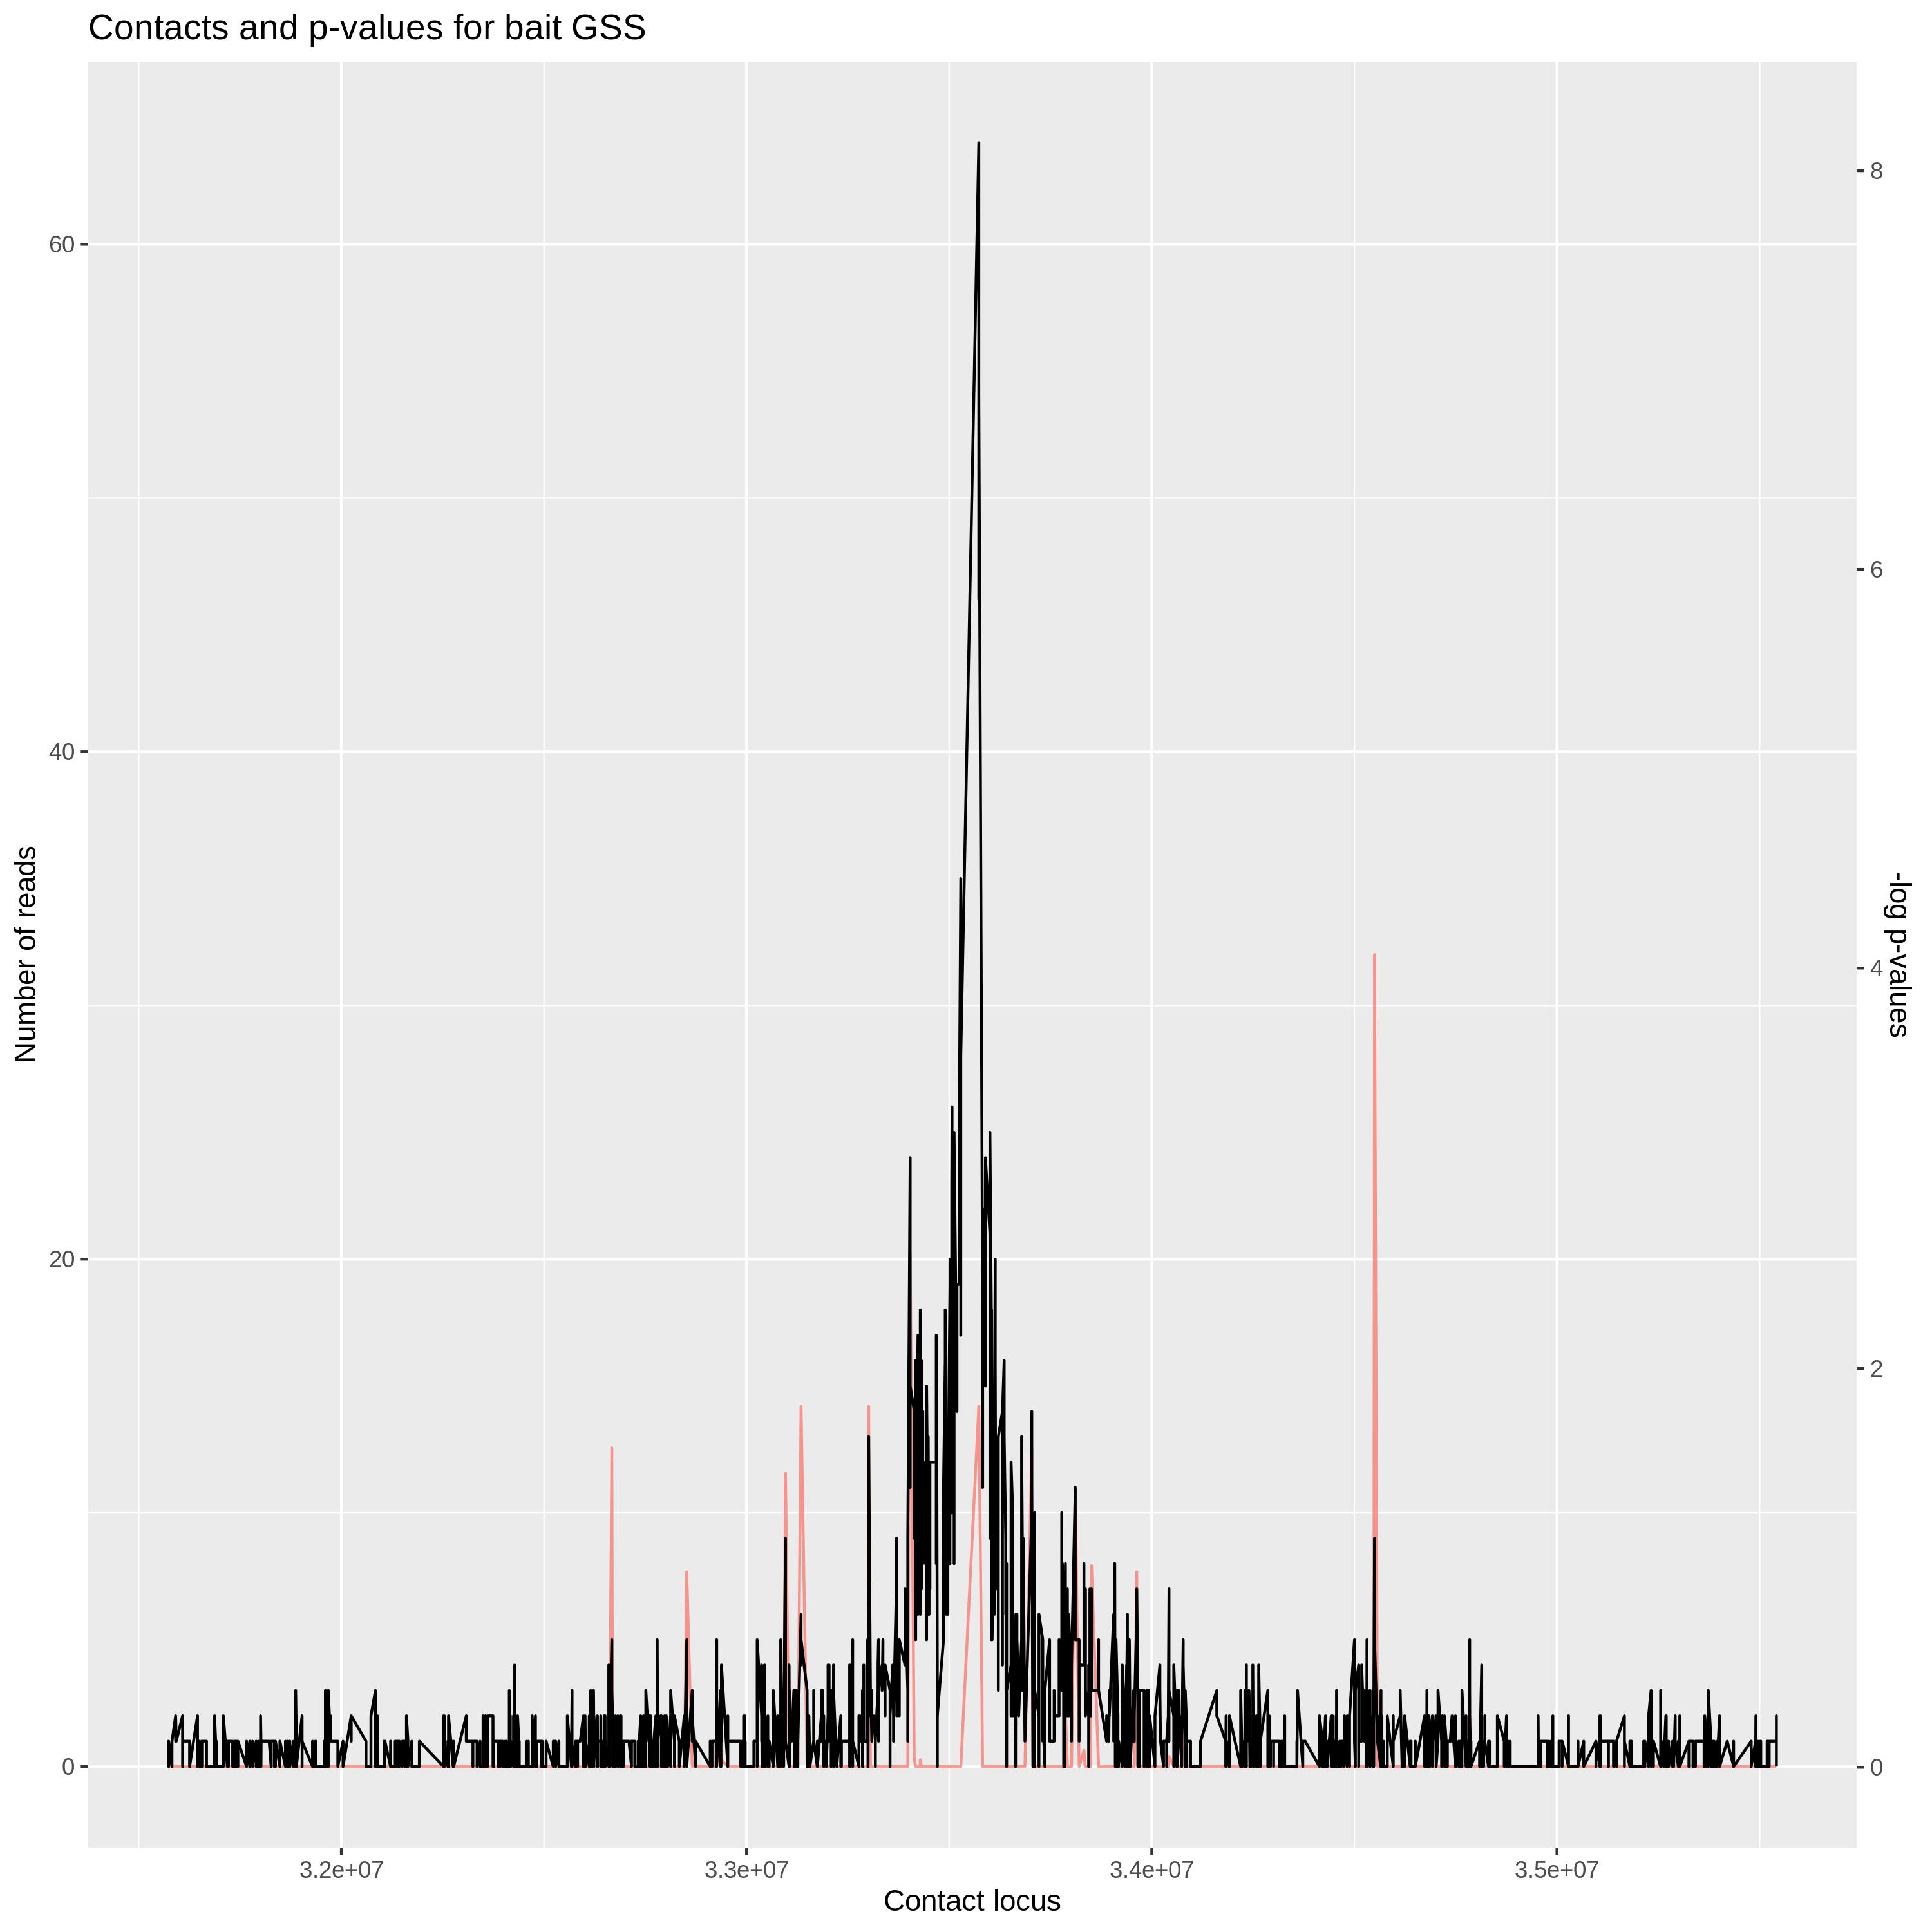 Contacts and p-values for bait GSS
60
40
20
0
8
6
4
2
0
Number of reads
-log p-values
3.2e+07
3.3e+07
3.4e+07
3.5e+07
Contact locus